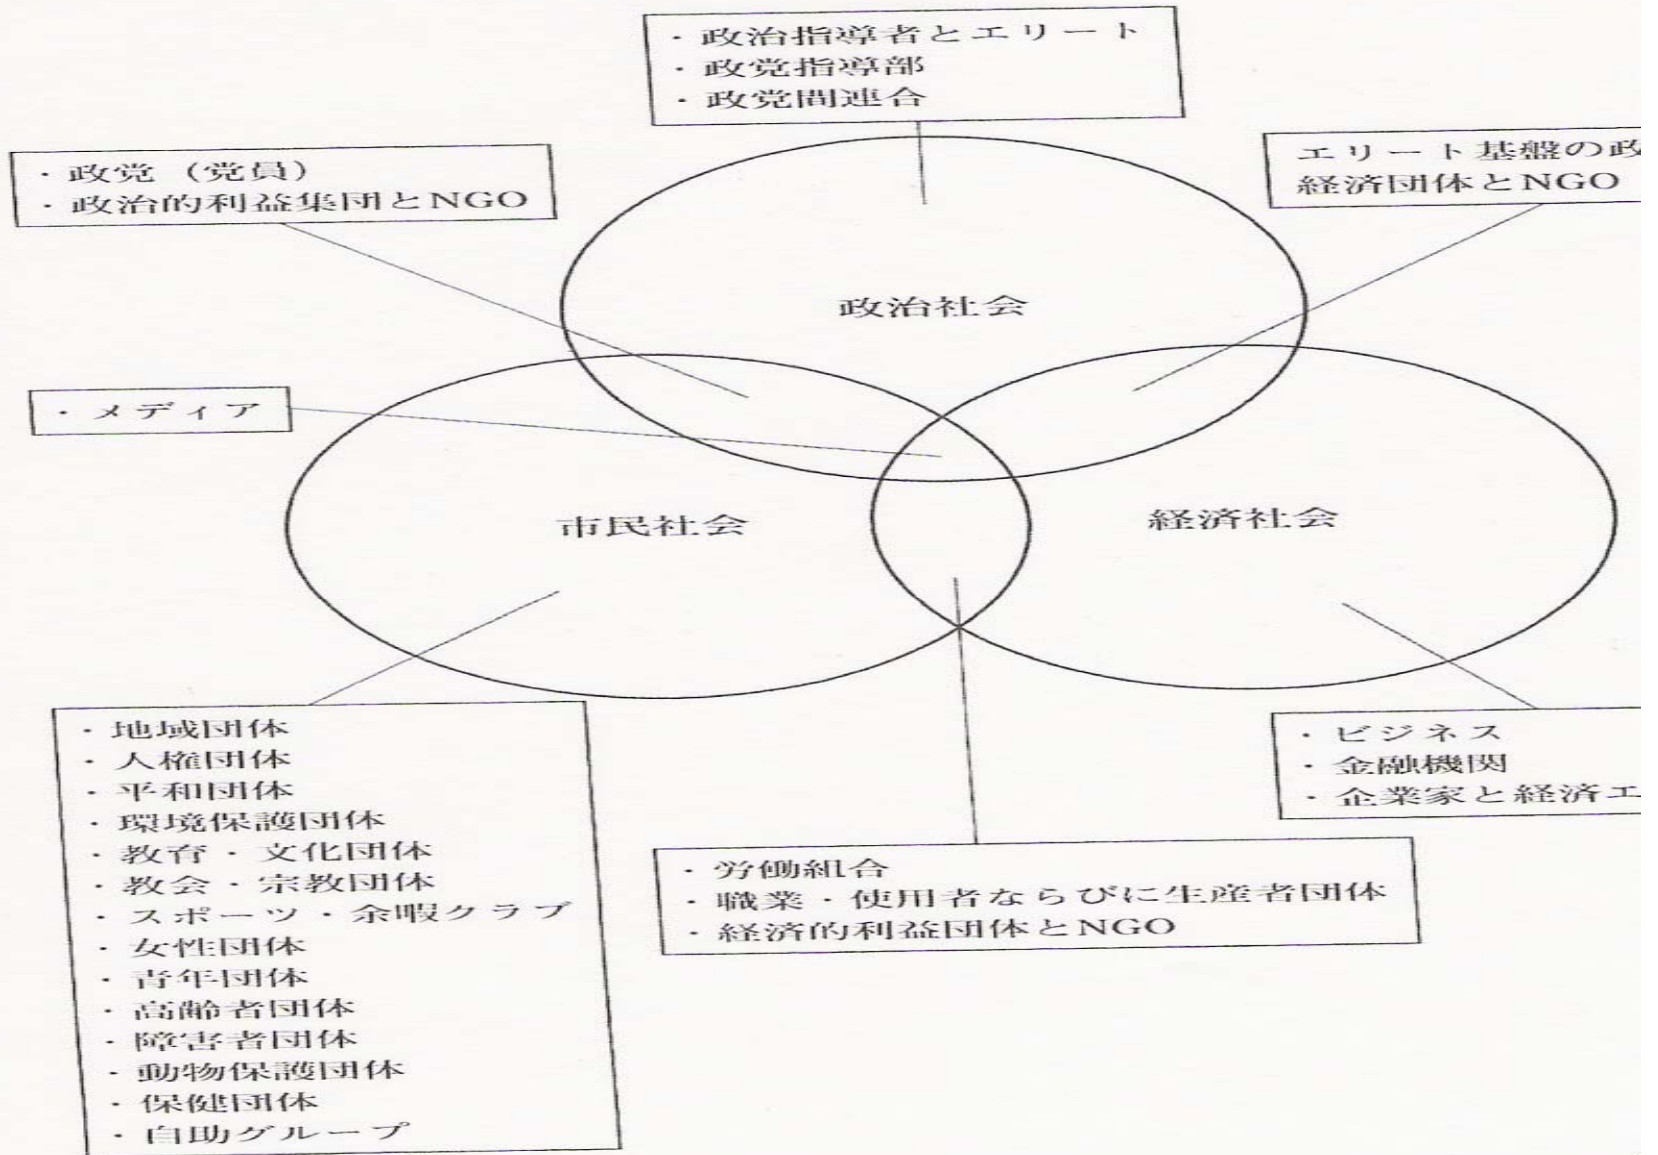 ・政治指導者とエリート
・政党指導部
・政党間連合
・政党（党員）
・政治的利益集団とNGO
エリート基盤の政
経済団体とNGO
政治社会
・メディア
市民社会
経済社会
・地域団体
・人権団体
・平和団体
・環境保護団体
・教育・文化団体
・教会・宗教団体
・スポーツ・余暇クラブ
・女性団体
・青年団体
・高齢者団体
・障害者団体
・動物保護団体
・保健団体
・自助グループ
・労働組合
・職業・使用者ならびに生産者団体
・経済的利益団体とNGO
・ビジネス
・金融機関
・企業家と経済エ